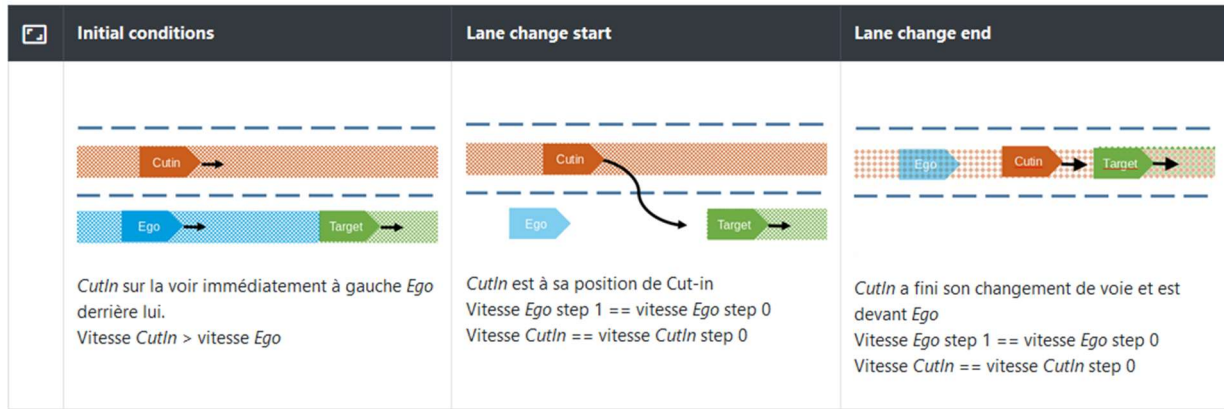 Initial conditions
Lane change start
Lane change end
Cutin
Ego
Target
CutIn sur la voir immédiatement à gauche Ego
derrière lui.
Vitesse CutIn > vitesse Ego
Cutin
Ego
Target
CutIn est à sa position de Cut-in
Vitesse Ego step 1 == vitesse Ego step 0
Vitesse CutIn == vitesse CutIn step 0
Ego
Cutin
Target
CutIn a fini son changement de voie et est
devant Ego
Vitesse Ego step 1 == vitesse Ego step 0
Vitesse CutIn == vitesse CutIn step 0